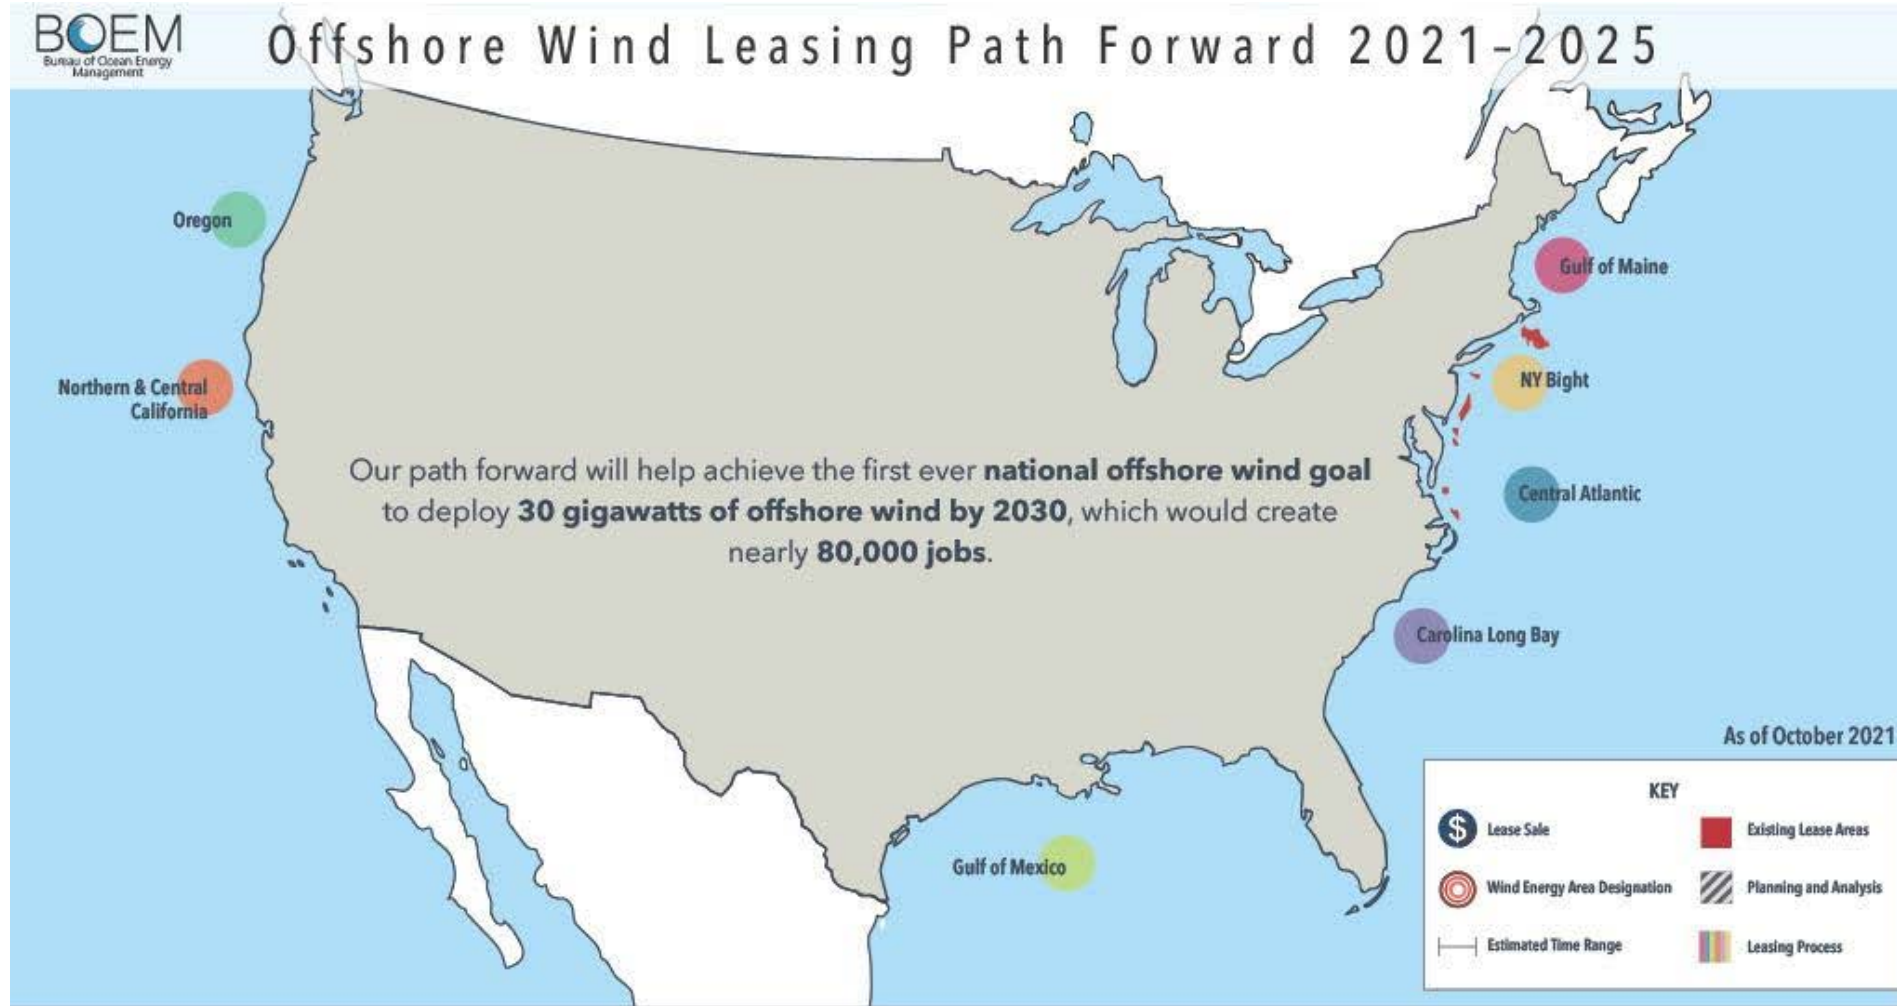 BOEM
Bureau of Ocean Energy
Management
Offshore Wind Leasing Path Forward 2021-2025
Oregon
Gulf of Maine
Northern & Central
California
NY Bight
Our path forward will help achieve the first ever national offshore wind goal
to deploy 30 gigawatts of offshore wind by 2030, which would create
nearly 80,000 jobs.
Central Atlantic
Carolina Long Bay
Gulf of Mexico
As of October 2021
KEY
$ Lease Sale
Existing Lease Areas
Wind Energy Area Designation
Planning and Analysis
Estimated Time Range
Leasing Process